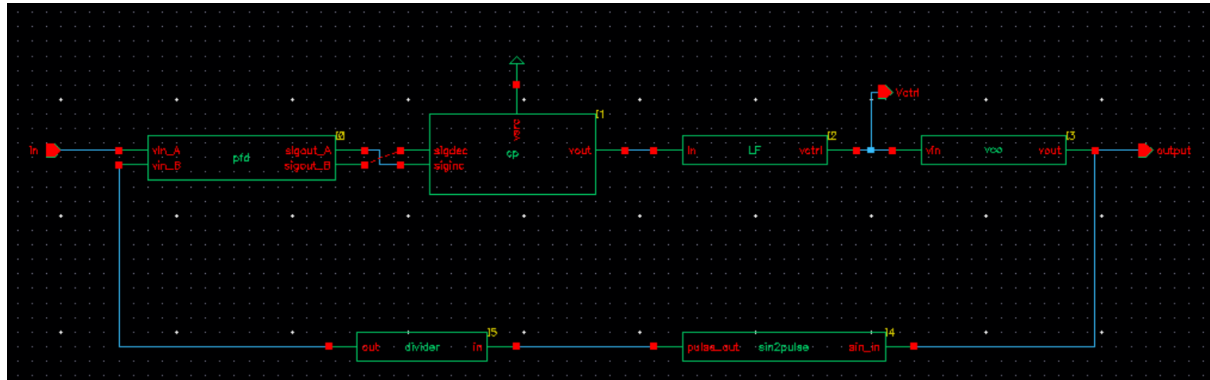 Vctrl
I1
vsrc
in vin_A pfd sigout_A I0 sigdec cp vout in LF vctrl I2 vin vco vout I3 output
vin_B sigout_B siginc
out divider in I5 pulse_out sin2pulse sin_in I4